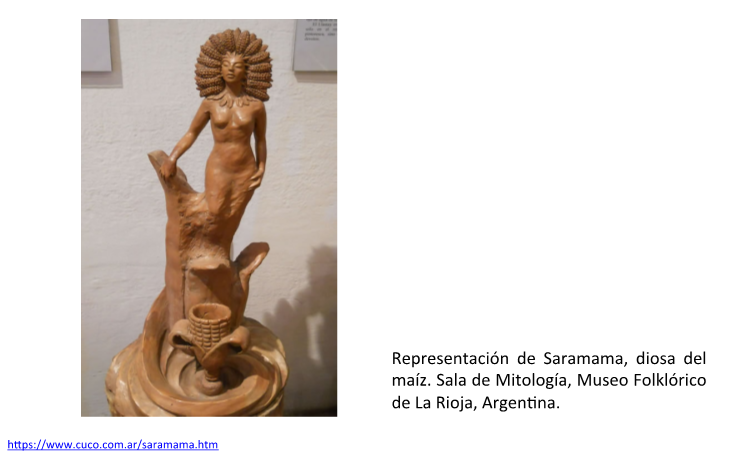 Representación de Saramama, diosa del
maíz. Sala de Mitología, Museo Folklórico
de La Rioja, Argentina.
https://www.cuco.com.ar/saramama.htm